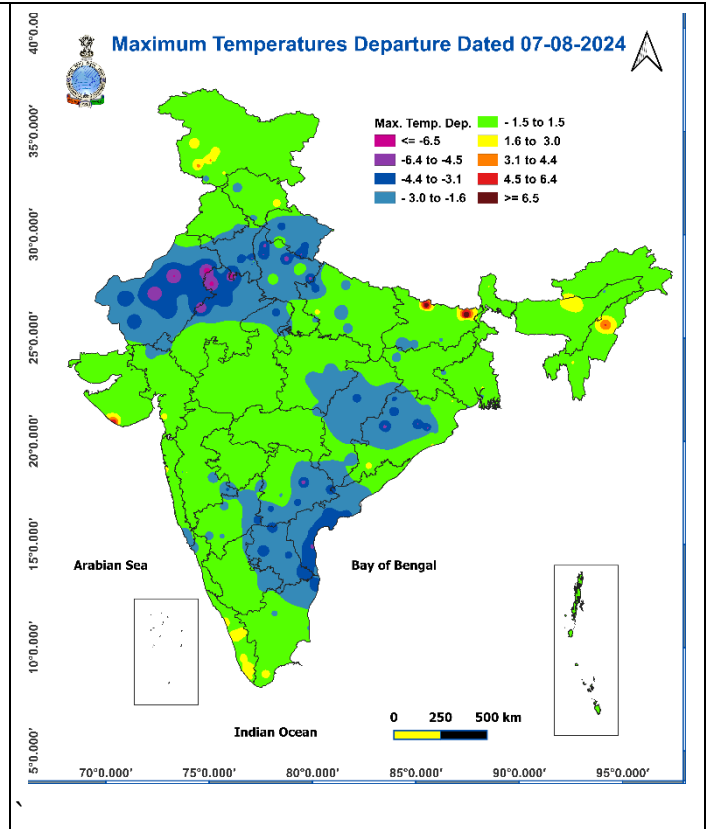 Maximum Temperatures Departure Dated 07-08-2024
Max. Temp. Dep.
<= -6.5
-6.4 to -4.5
-4.4 to -3.1
- 3.0 to -1.6
- 1.5 to 1.5
1.6 to 3.0
3.1 to 4.4
4.5 to 6.4
>= 6.5
40°0.00
35°0.000'
30°0.000'
25°0.000'
20°0.000'
15°0.000'
10°0.000'
5°0.000'
Arabian Sea
Bay of Bengal
Indian Ocean
0 250 500 km
70°0.000' 75°0.000' 80°0.000' 85°0.000' 90°0.000' 95°0.000'
`